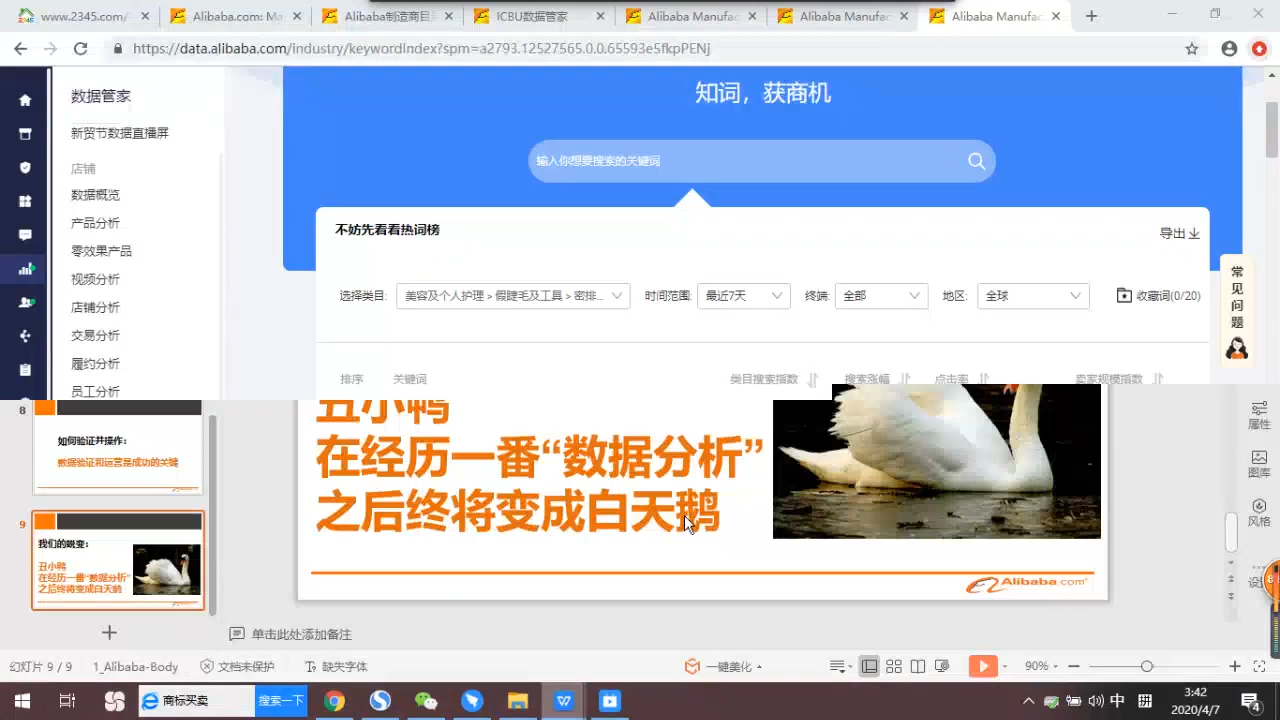 www.2345.com/
Alibaba.com: Ma
Alibaba制造商目
ICBU数据管家
Alibaba Manufac
Alibaba Manufac
Alibaba Manufac
https://data.alibaba.com/industry/keywordIndex?spm=a2793.12527565.0.0.65593e5fkpPENj
数据管家
新贸节数据直播屏
店铺
数据概览
产品分析
零效果产品
视频分析
店铺分析
交易分析
履约分析
员工分析
知词，获商机
输入你想要搜索的关键词
不妨先看看热词榜
导出
选择类目: 美容及个人护理 > 假睫毛及工具 > 密排... 时间范围: 最近7天 终端: 全部 地区: 全球 收藏词(0/20)
排序 关键词 类目搜索指数 搜索涨幅 点击率 卖家规模指数
常见问题
8
如何验证并操作:
数据验证和运营是成功的关键
9
我们的蜕变:
丑小鸭
在经历一番“数据分析”
之后终将变成白天鹅
丑小鸭
在经历一番“数据分析”
之后终将变成白天鹅
Alibaba.com
属性
图库
风格
单击此处添加备注
幻灯片 9 / 9 1_Alibaba-Body 文档未保护 缺失字体 一键美化 90%
商标买卖 搜索一下
中 拼
3:42
2020/4/7
4